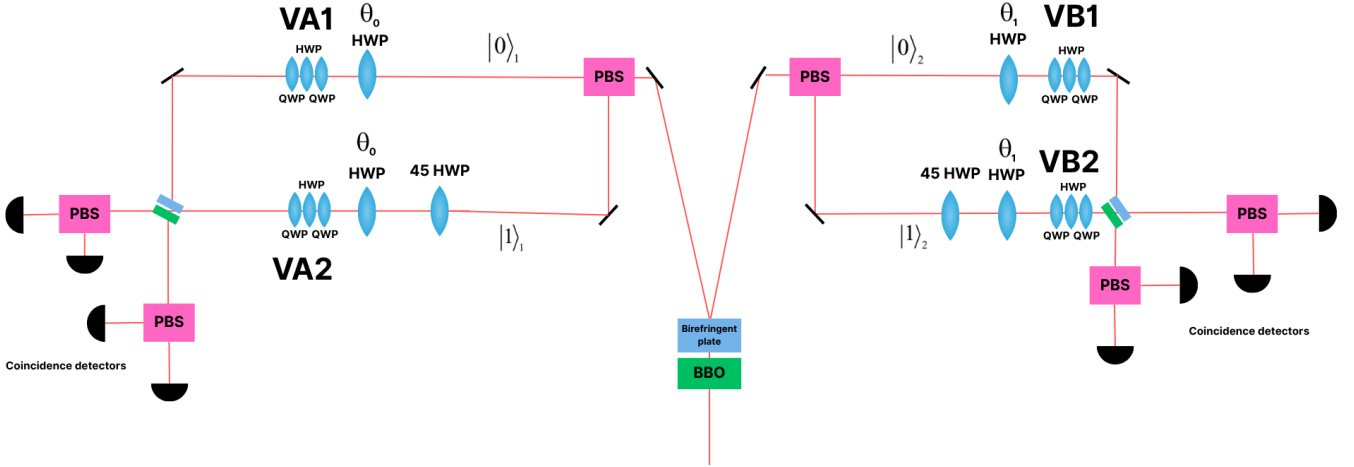 VA1
θ₀
HWP
HWP
QWP QWP
|0⟩₁
PBS
PBS
|0⟩₂
θ₁
HWP
VB1
HWP
QWP QWP
θ₀
HWP
45 HWP
HWP
QWP QWP
VA2
|1⟩₁
PBS
PBS
Coincidence detectors
45 HWP
θ₁
HWP
VB2
HWP
QWP QWP
|1⟩₂
PBS
PBS
Coincidence detectors
Birefringent
plate
BBO